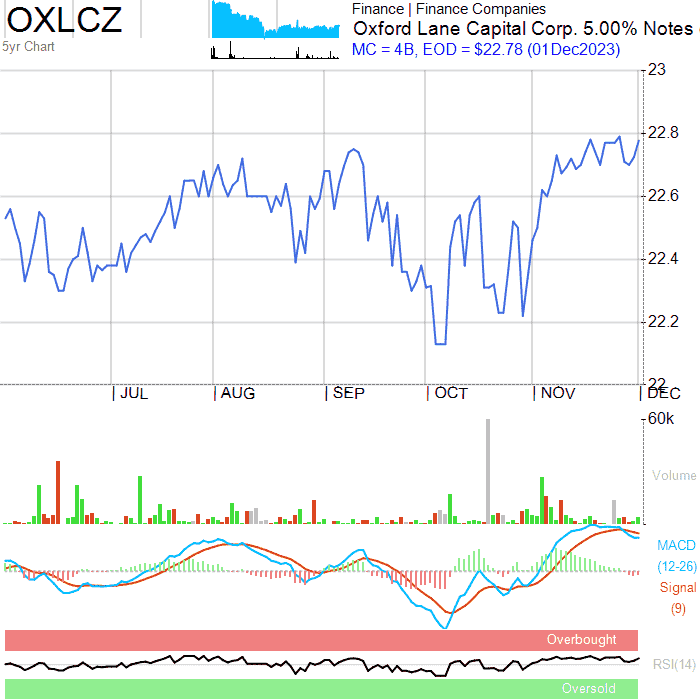 OXLCZ
5yr Chart
Finance | Finance Companies
Oxford Lane Capital Corp. 5.00% Notes
MC = 4B, EOD = $22.78 (01Dec2023)
23
22.8
22.6
22.4
22.2
22
JUL
AUG
SEP
OCT
NOV
DEC
60k
Volume
MACD
(12-26)
Signal
(9)
Overbought
RSI(14)
Oversold